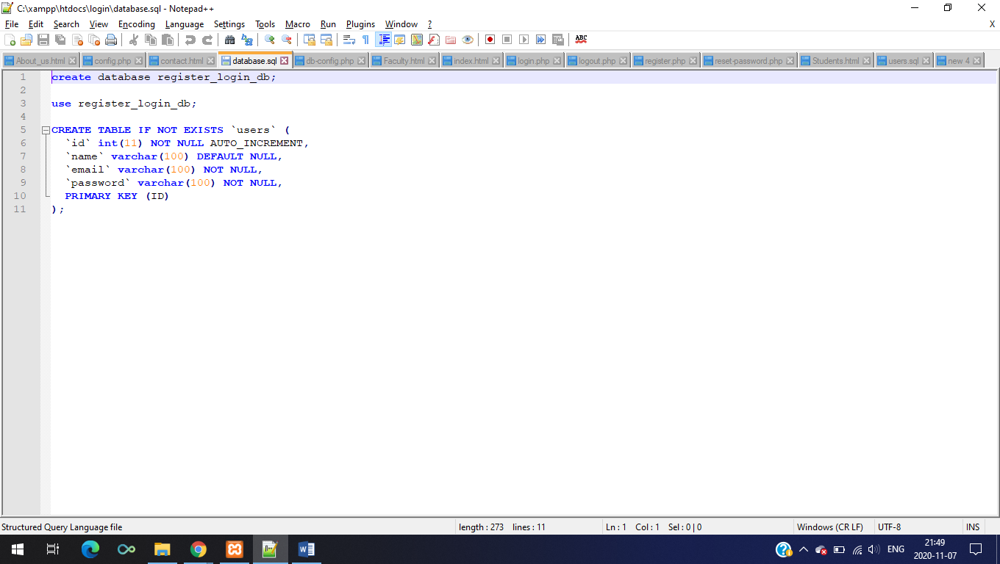 C:\xampp\htdocs\login\database.sql - Notepad++
File Edit Search View Encoding Language Settings Tools Macro Run Plugins Window ? X
ABC
About_us.html config.php contact.html database.sql db-config.php Faculty.html index.html login.php logout.php register.php reset-password.php Students.html users.sql new 4
1 create database register_login_db;
2
3 use register_login_db;
4
5 CREATE TABLE IF NOT EXISTS `users` (
6 `id` int(11) NOT NULL AUTO_INCREMENT,
7 `name` varchar(100) DEFAULT NULL,
8 `email` varchar(100) NOT NULL,
9 `password` varchar(100) NOT NULL,
10 PRIMARY KEY (ID)
11 );
Structured Query Language file length : 273 lines : 11 Ln : 1 Col : 1 Sel : 0 | 0 Windows (CR LF) UTF-8 INS
ENG 21:49
2020-11-07